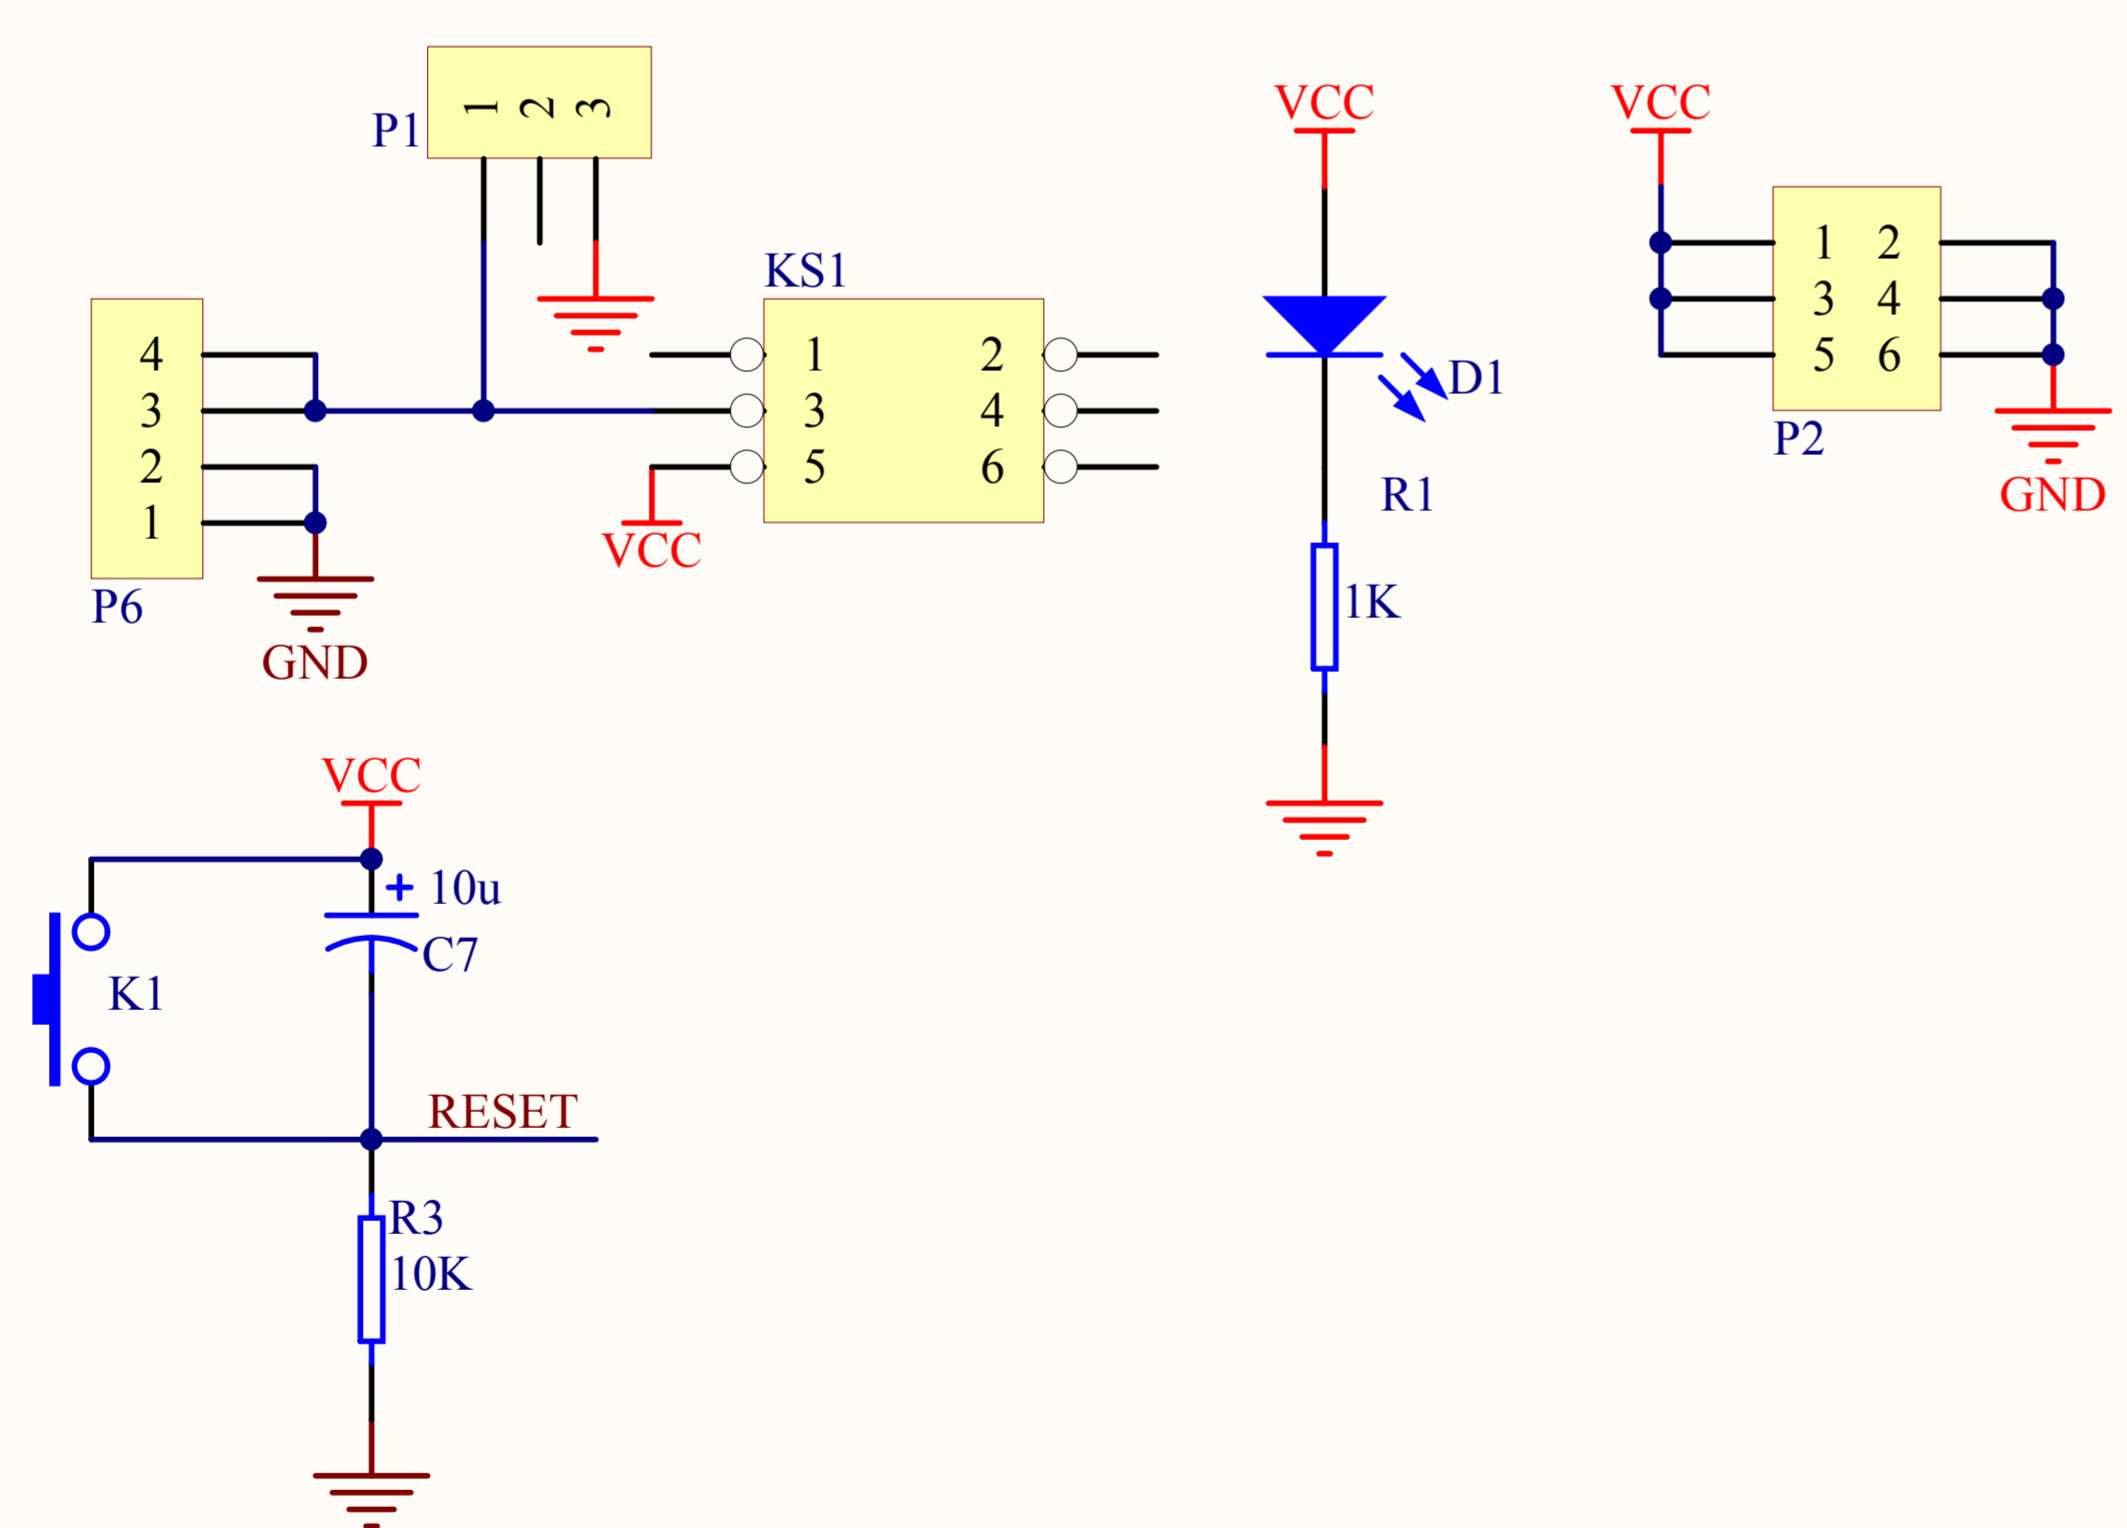 1 2 3
P1
VCC
VCC
KS1
1 2
3 4
5 6
P2
GND
4
3
2
1
P6
GND
1 2
3 4
5 6
VCC
D1
R1
1K
VCC
+ 10u
C7
K1
RESET
R3
10K